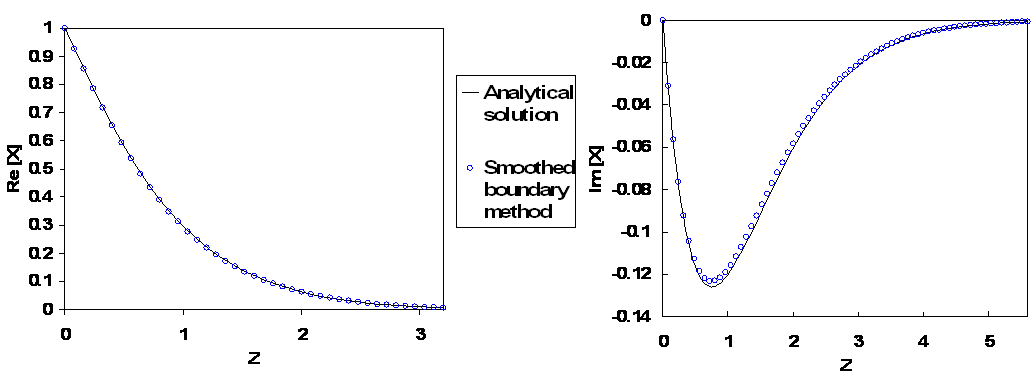 1
0.9
0.8
0.7
0.6
0.5
0.4
0.3
0.2
0.1
0
Re [X]
0 1 2 3
Z
Analytical
solution
Smoothed
boundary
method
0
-0.02
-0.04
-0.06
-0.08
-0.1
-0.12
-0.14
Im [X]
0 1 2 3 4 5
Z